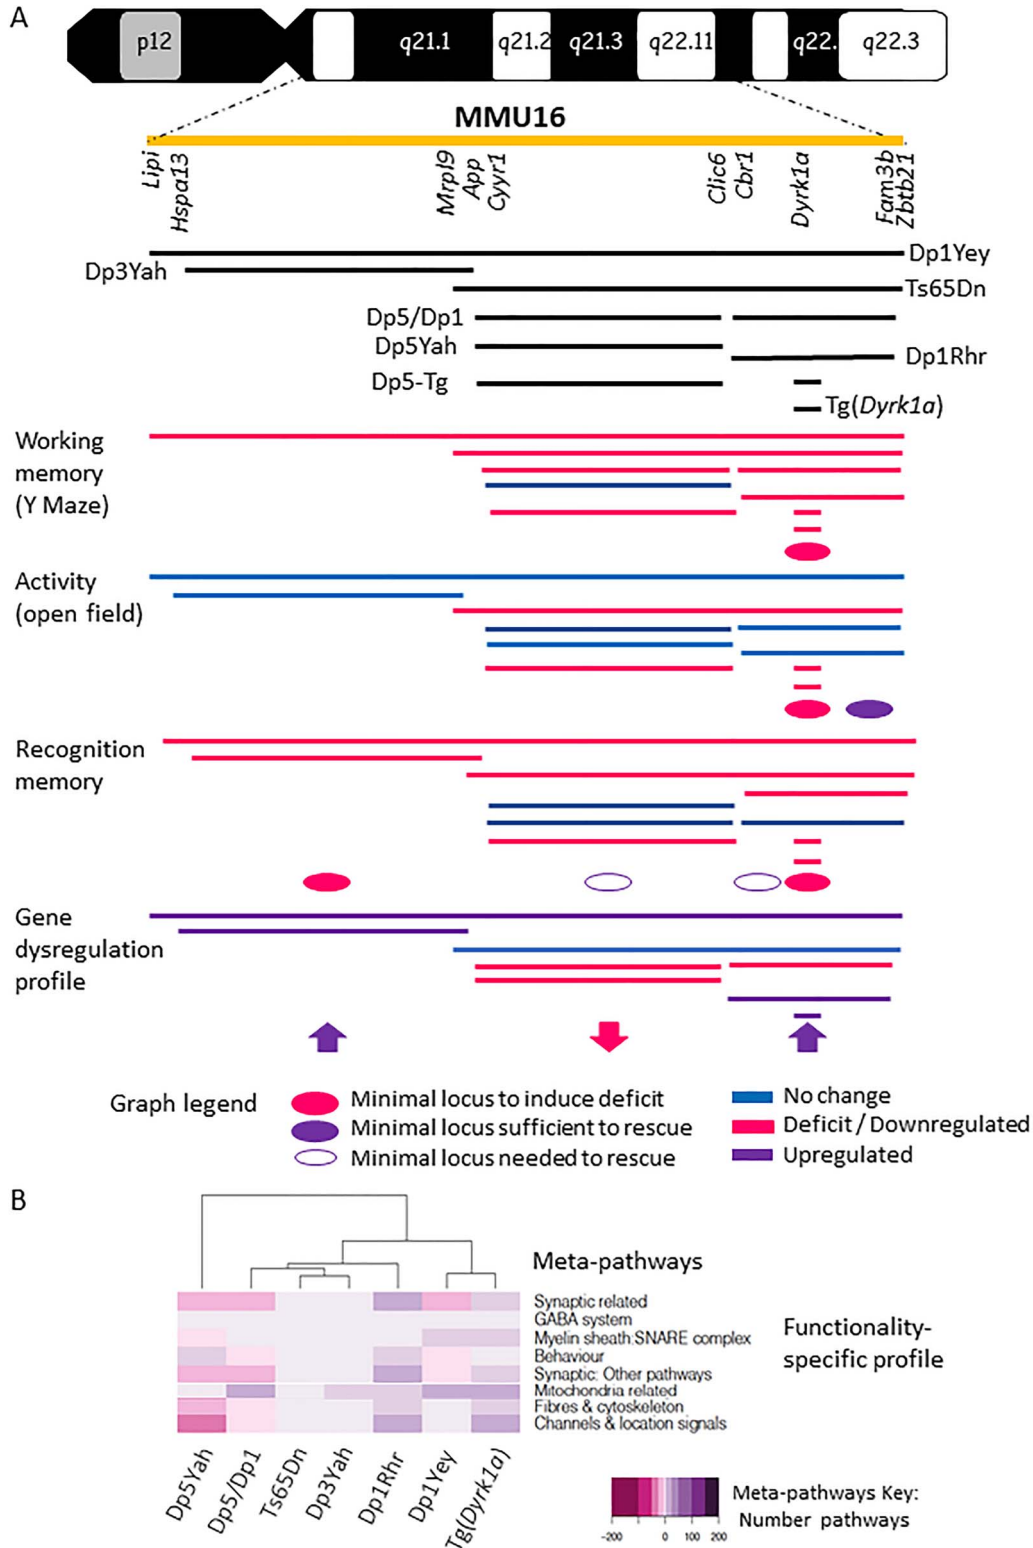 A
p12
q21.1
q21.2
q21.3
q22.11
q22.
q22.3
MMU16
Lipi
Hspa13
Mrpl9
App
Cyyr1
Clic6
Cbr1
Dyrk1a
Fam3b
Zbtb21
Dp1Yey
Dp3Yah
Ts65Dn
Dp5/Dp1
Dp5Yah
Dp1Rhr
Dp5-Tg
Tg(Dyrk1a)
Working
memory
(Y Maze)
Activity
(open field)
Recognition
memory
Gene
dysregulation
profile
Graph legend
Minimal locus to induce deficit
Minimal locus sufficient to rescue
Minimal locus needed to rescue
No change
Deficit / Downregulated
Upregulated
B
Meta-pathways
Synaptic related
GABA system
Myelin sheath:SNARE complex
Behaviour
Synaptic: Other pathways
Mitochondria related
Fibres & cytoskeleton
Channels & location signals
Functionality-
specific profile
Dp5Yah
Dp5/Dp1
Ts65Dn
Dp3Yah
Dp1Rhr
Dp1Yey
Tg(Dyrk1a)
−200 0 100 200
Meta-pathways Key:
Number pathways